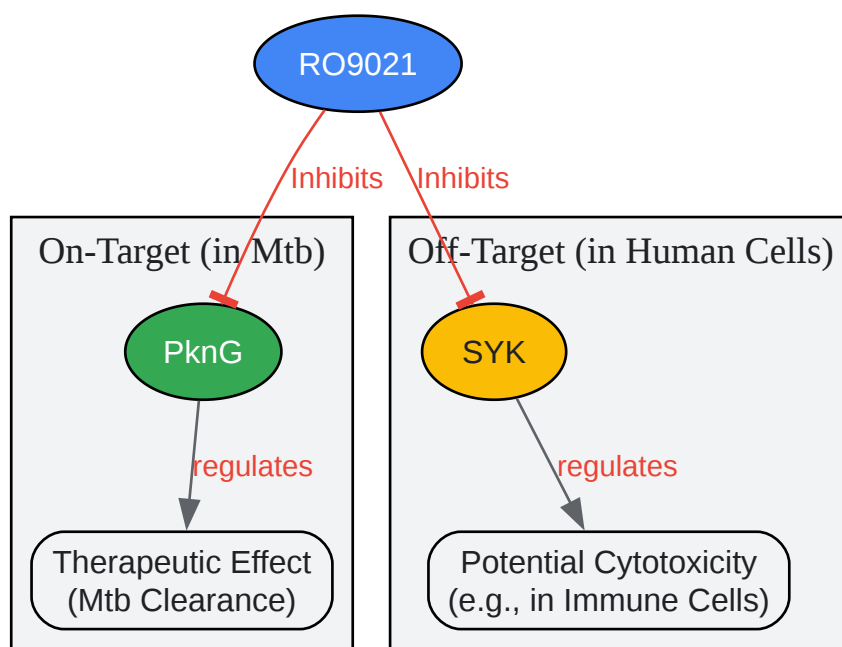 RO9021
Inhibits
Inhibits
On-Target (in Mtb)
Off-Target (in Human Cells)
PknG
SYK
regulates
regulates
Therapeutic Effect
(Mtb Clearance)
Potential Cytotoxicity
(e.g., in Immune Cells)